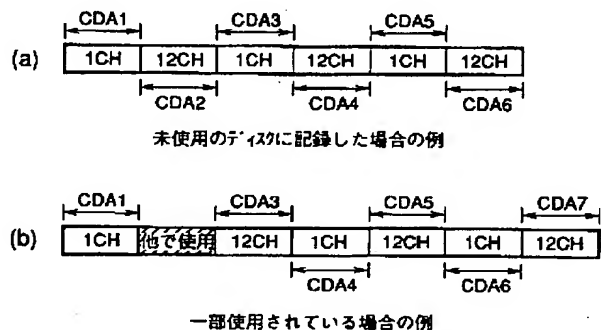 CDA1 CDA3 CDA5
(a) 1CH 12CH 1CH 12CH 1CH 12CH
CDA2 CDA4 CDA6
未使用のディスクに記録した場合の例
CDA1 CDA3 CDA5 CDA7
(b) 1CH 他で使用 12CH 1CH 12CH 1CH 12CH
CDA4 CDA6
一部使用されている場合の例